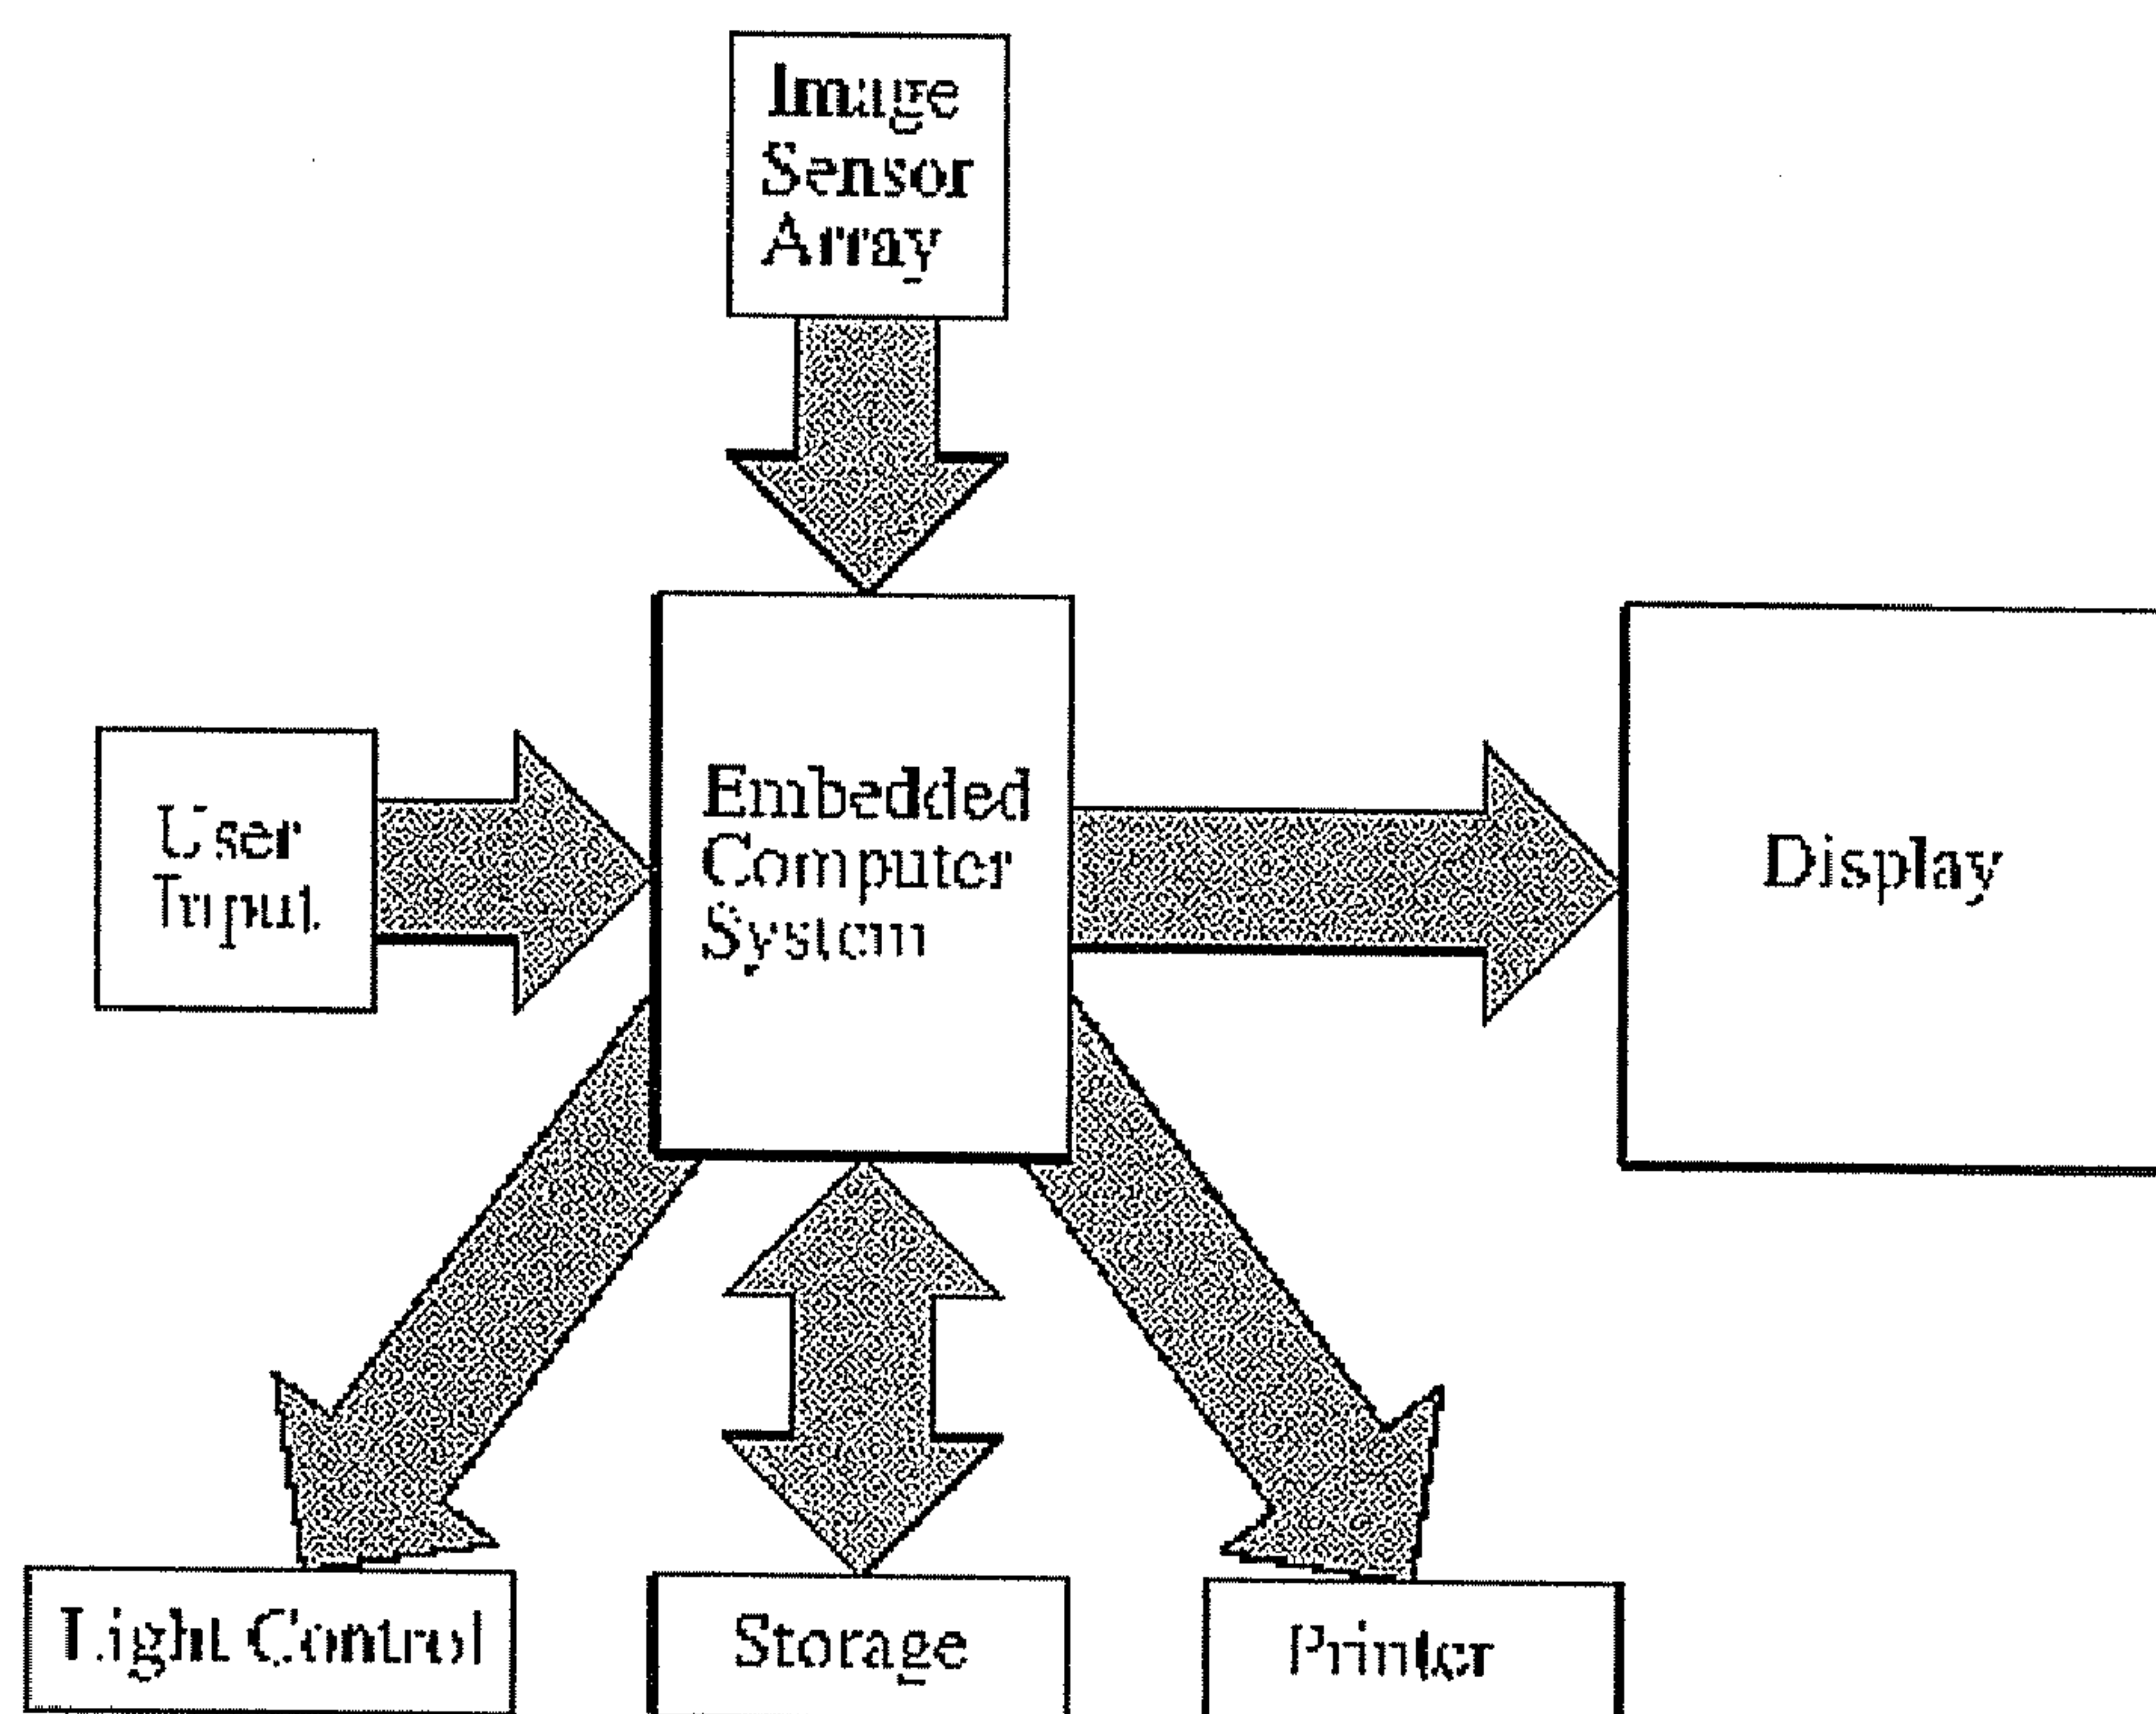 Image
Sensor
Array
User
Input
Embedded
Computer
System
Display
Light Control
Storage
Printer